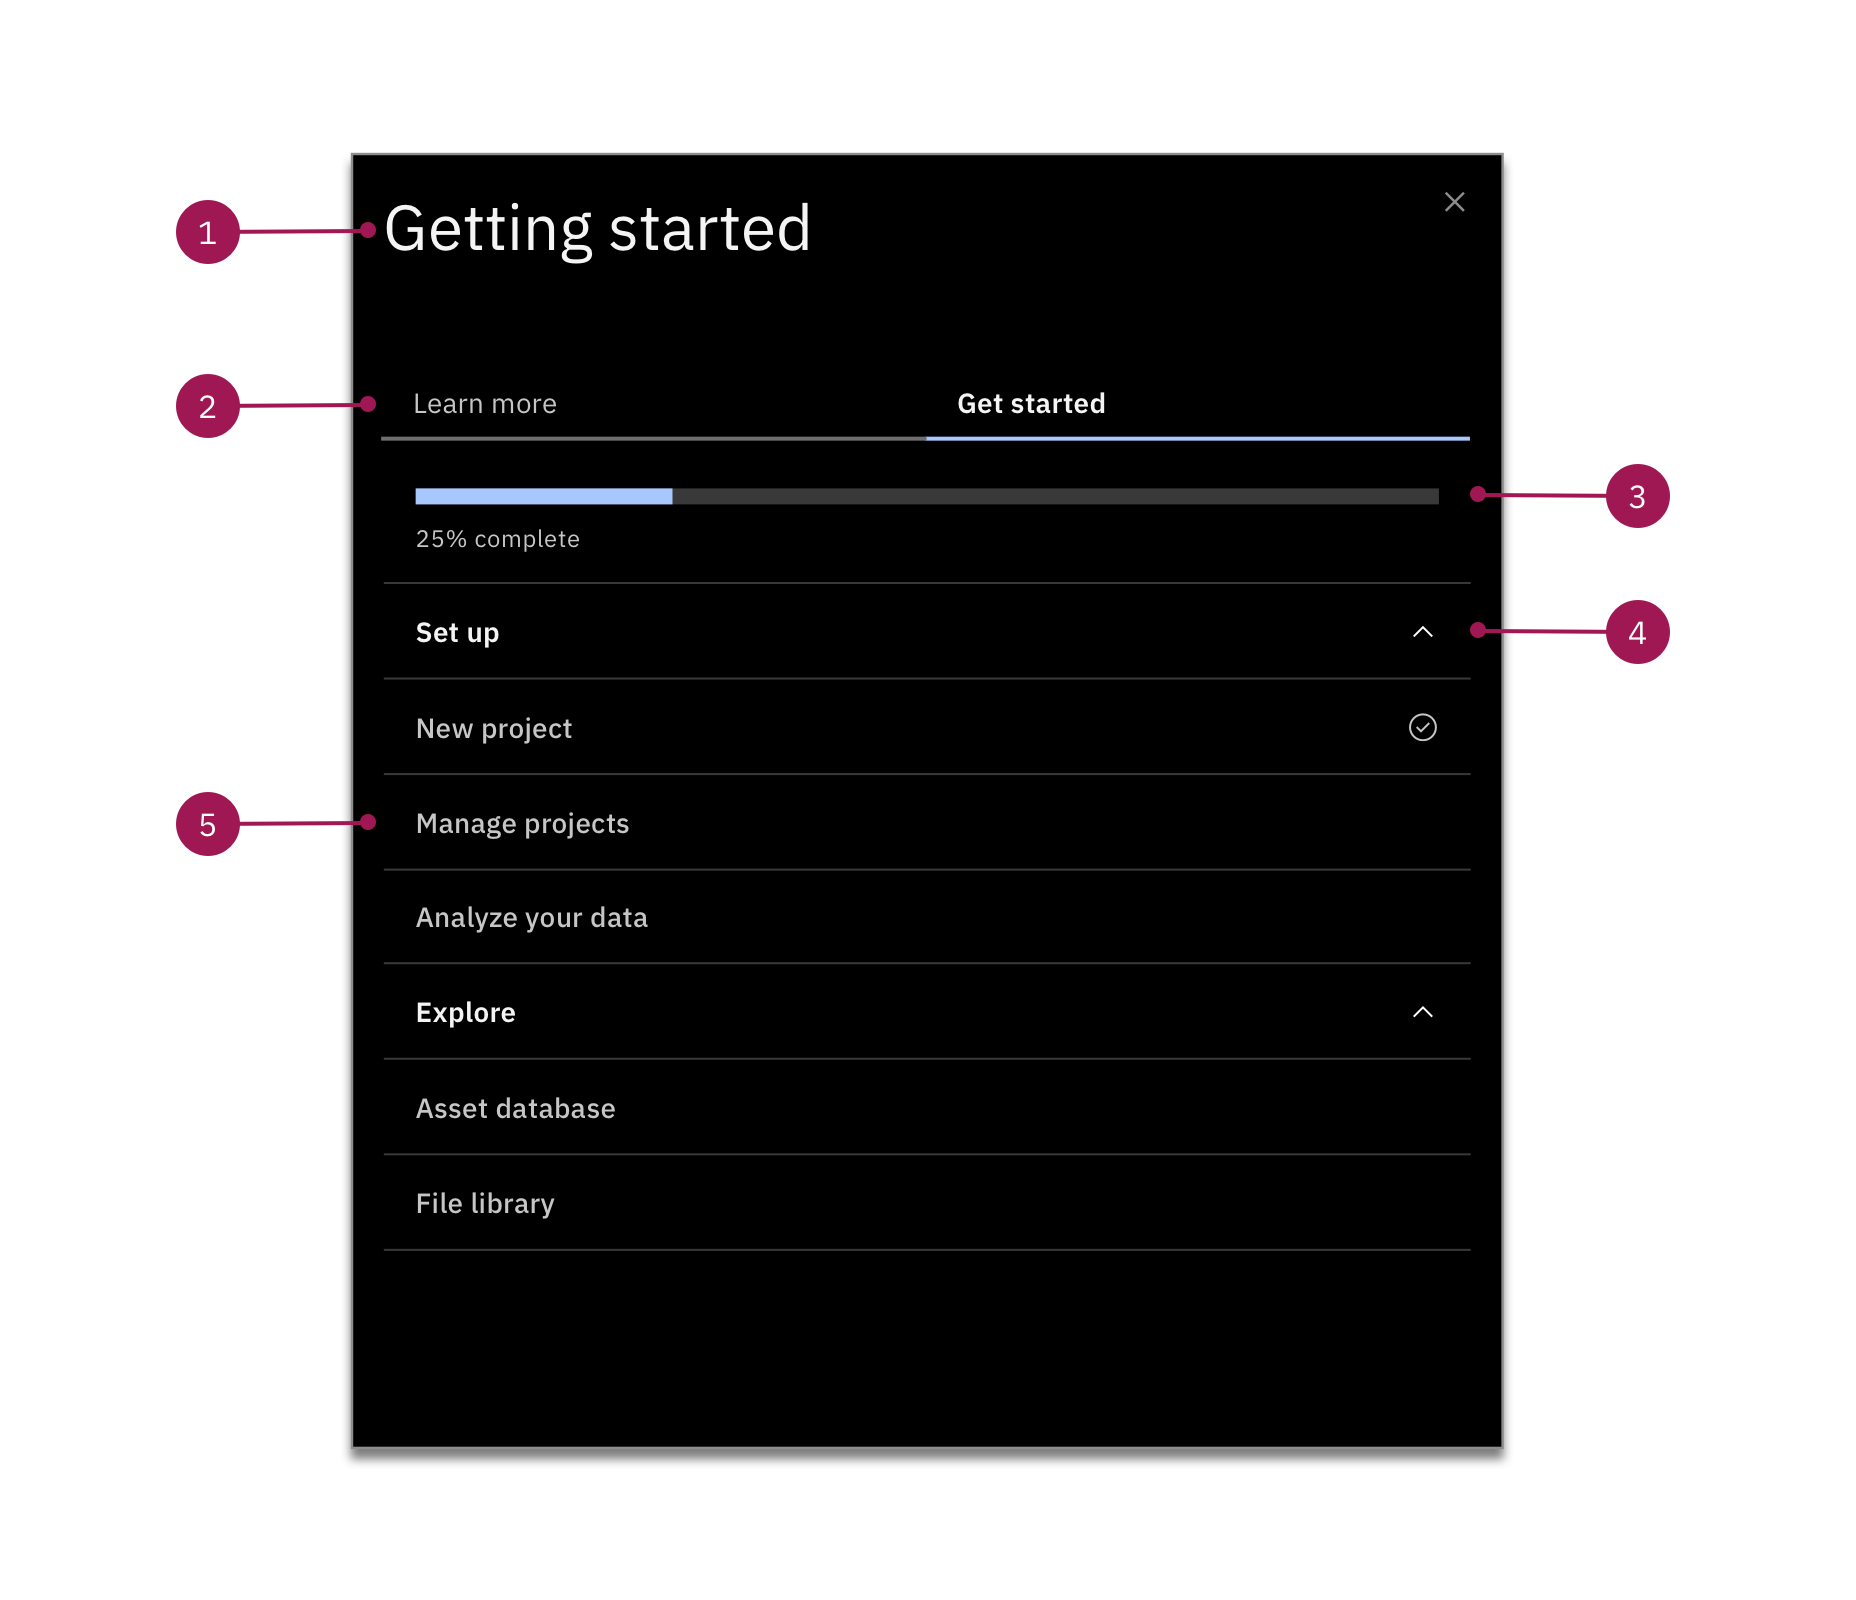 1
Getting started
2
Learn more
Get started
3
25% complete
Set up
4
New project
5
Manage projects
Analyze your data
Explore
Asset database
File library